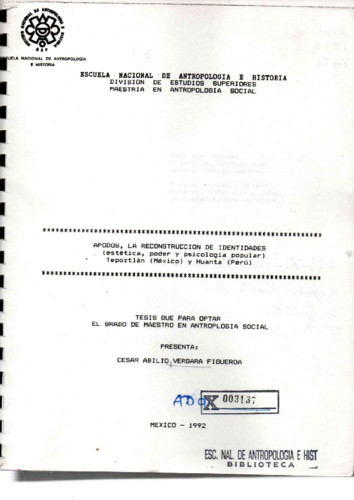 ESCUELA NACIONAL DE ANTROPOLOGIA
E HISTORIA
ESCUELA NACIONAL DE ANTROPOLOGIA E HISTORIA
DIVISION DE ESTUDIOS SUPERIORES
MAESTRIA EN ANTROPOLOGIA SOCIAL
APODOS, LA RECONSTRUCCION DE IDENTIDADES
(estética, poder y psicología popular)
Tepoztlán (México) y Huanta (Perú)
TESIS QUE PARA OPTAR
EL GRADO DE MAESTRO EN ANTROPLOGIA SOCIAL
PRESENTA:
CESAR ABILIO VERGARA FIGUEROA
003137
MEXICO - 1992
ESC. NAL. DE ANTROPOLOGIA E HIST
BIBLIOTECA